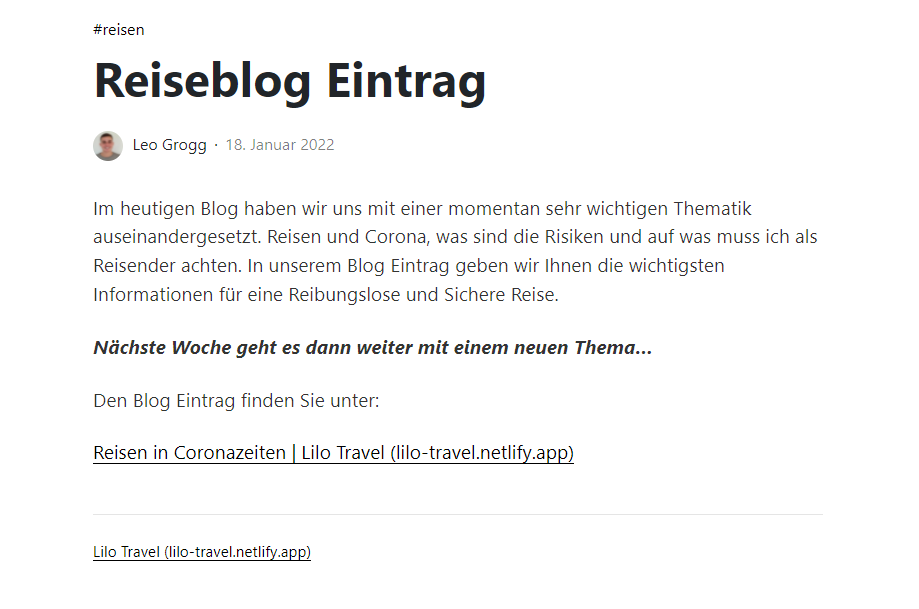 #reisen
Reiseblog Eintrag
Leo Grogg · 18. Januar 2022
Im heutigen Blog haben wir uns mit einer momentan sehr wichtigen Thematik
auseinandergesetzt. Reisen und Corona, was sind die Risiken und auf was muss ich als
Reisender achten. In unserem Blog Eintrag geben wir Ihnen die wichtigsten
Informationen für eine Reibungslose und Sichere Reise.
Nächste Woche geht es dann weiter mit einem neuen Thema...
Den Blog Eintrag finden Sie unter:
Reisen in Coronazeiten | Lilo Travel (lilo-travel.netlify.app)
Lilo Travel (lilo-travel.netlify.app)